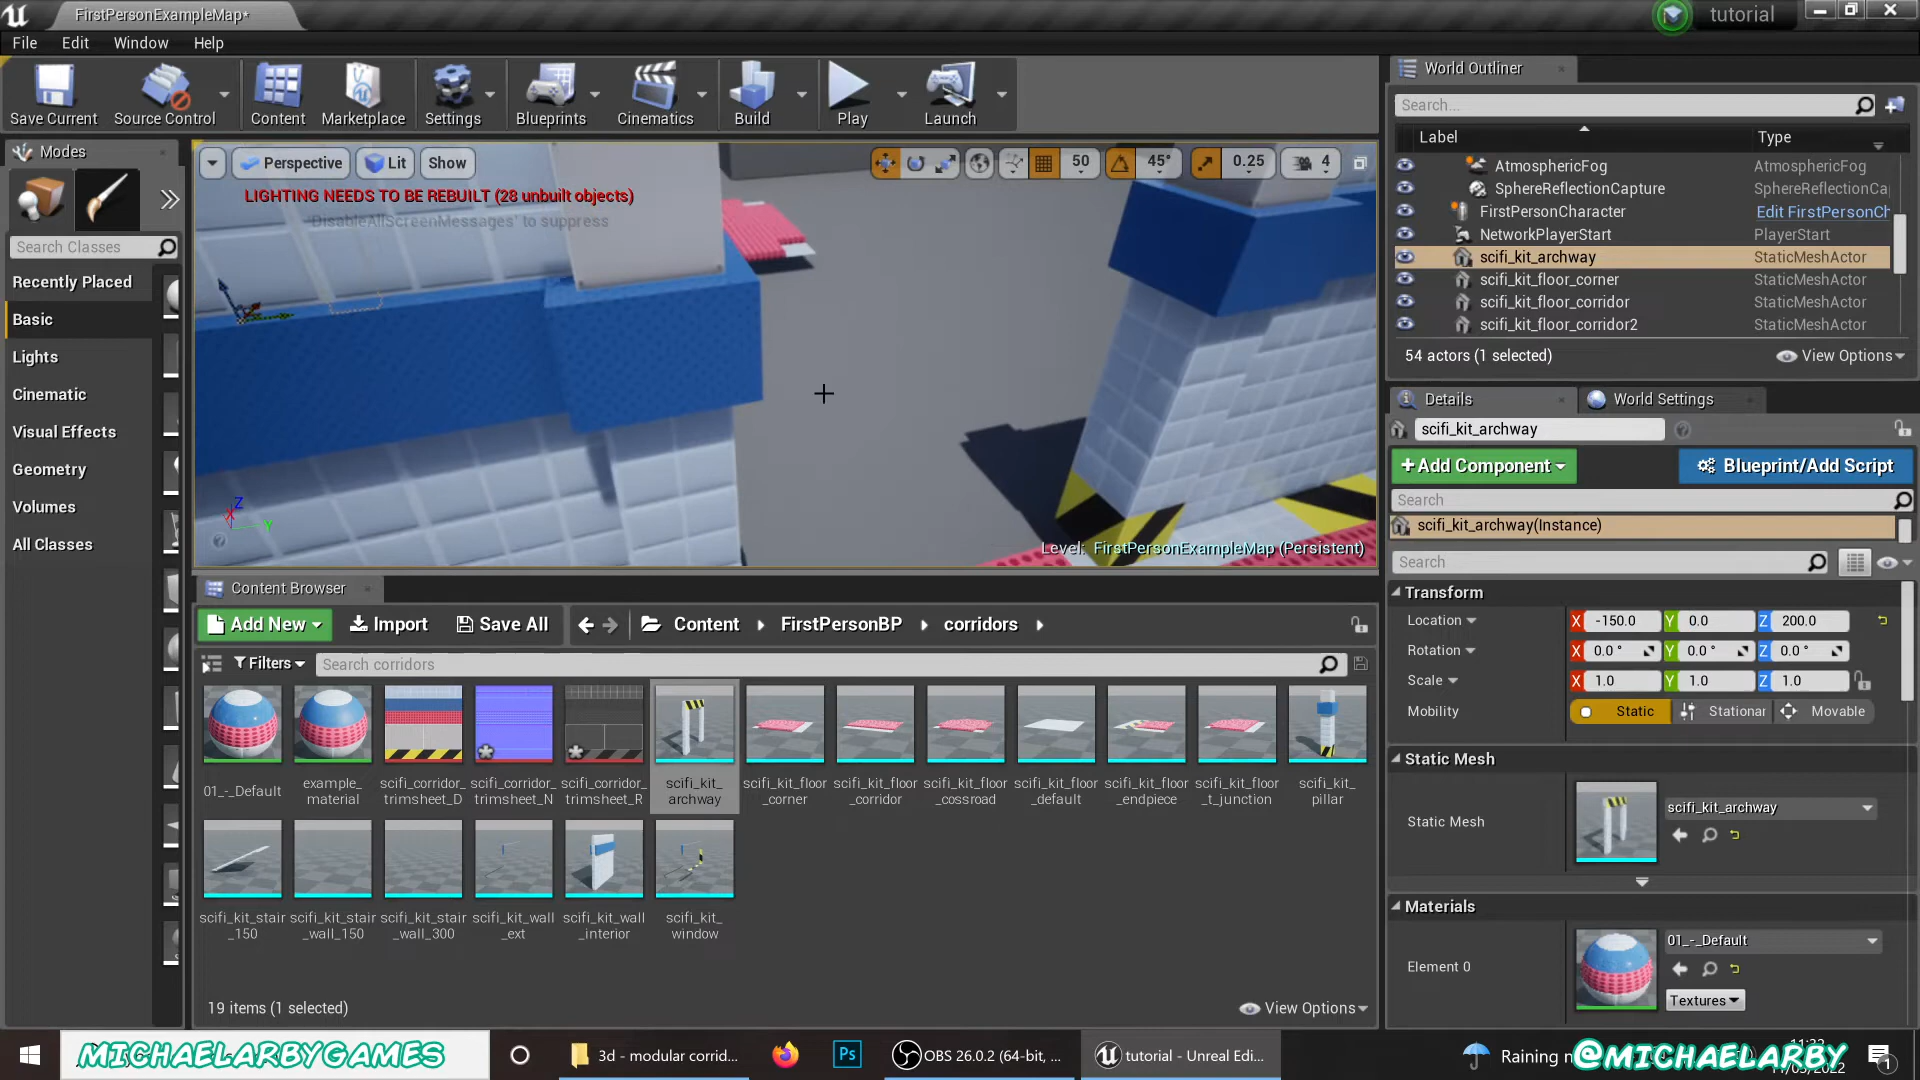 FirstPersonExampleMap*
tutorial
File Edit Window Help
Save Current Source Control Content Marketplace Settings Blueprints Cinematics Build Play Launch
Modes
Search Classes
Recently Placed
Basic
Lights
Cinematic
Visual Effects
Geometry
Volumes
All Classes
Perspective Lit Show
50 45° 0.25 4
LIGHTING NEEDS TO BE REBUILT (28 unbuilt objects)
'DisableAllScreenMessages' to suppress
Z
X
Y
Level: FirstPersonExampleMap (Persistent)
Content Browser
Add New Import Save All Content FirstPersonBP corridors
Filters Search corridors
01_-_Default
example_
material
scifi_corridor_
trimsheet_D
scifi_corridor_
trimsheet_N
scifi_corridor_
trimsheet_R
scifi_kit_
archway
scifi_kit_floor
_corner
scifi_kit_floor
_corridor
scifi_kit_floor
_cossroad
scifi_kit_floor
_default
scifi_kit_floor
_endpiece
scifi_kit_floor
_t_junction
scifi_kit_
pillar
scifi_kit_stair
_150
scifi_kit_stair
_wall_150
scifi_kit_stair
_wall_300
scifi_kit_wall
_ext
scifi_kit_wall
_interior
scifi_kit_
window
19 items (1 selected) View Options
World Outliner
Search...
Label Type
AtmosphericFog AtmosphericFog
SphereReflectionCapture SphereReflectionCa
FirstPersonCharacter Edit FirstPersonCh
NetworkPlayerStart PlayerStart
scifi_kit_archway StaticMeshActor
scifi_kit_floor_corner StaticMeshActor
scifi_kit_floor_corridor StaticMeshActor
scifi_kit_floor_corridor2 StaticMeshActor
54 actors (1 selected) View Options
Details World Settings
scifi_kit_archway
+Add Component Blueprint/Add Script
Search
scifi_kit_archway(Instance)
Search
Transform
Location X -150.0 Y 0.0 Z 200.0
Rotation X 0.0 ° Y 0.0 ° Z 0.0 °
Scale X 1.0 Y 1.0 Z 1.0
Mobility Static Stationar Movable
Static Mesh
Static Mesh scifi_kit_archway
Materials
Element 0 01_-_Default
Textures
MICHAELARBYGAMES
3d - modular corrid...
Ps
OBS 26.0.2 (64-bit, ...
tutorial - Unreal Edi...
Raining
@MICHAELARBY
1